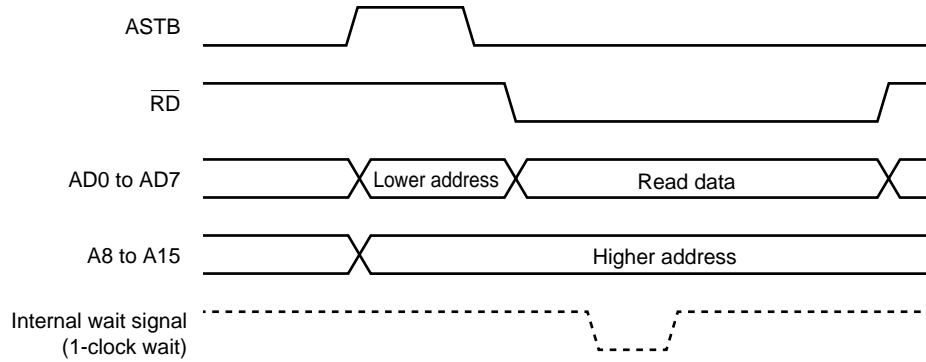 ASTB
RD
AD0 to AD7
Lower address
Read data
A8 to A15
Higher address
Internal wait signal
(1-clock wait)